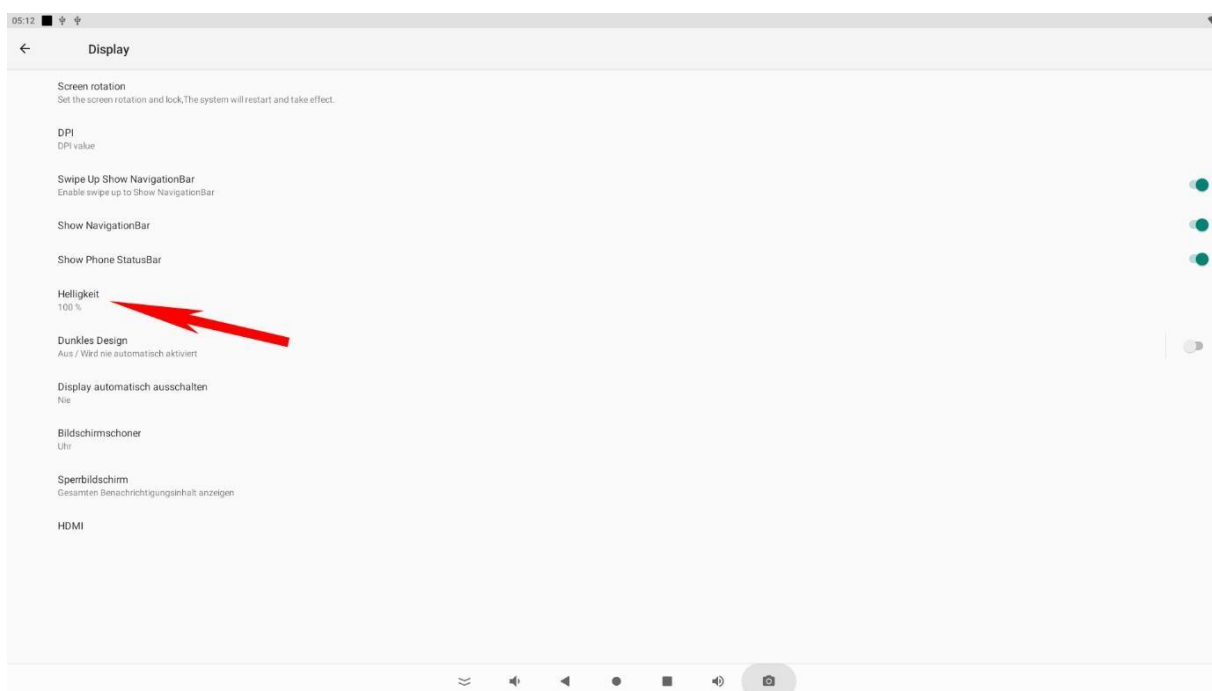 05:12
Display
Screen rotation
Set the screen rotation and lock,The system will restart and take effect.
DPI
DPI value
Swipe Up Show NavigationBar
Enable swipe up to Show NavigationBar
Show NavigationBar
Show Phone StatusBar
Helligkeit
100 %
Dunkles Design
Aus / Wird nie automatisch aktiviert
Display automatisch ausschalten
Nie
Bildschirmschoner
Uhr
Sperrbildschirm
Gesamten Benachrichtigungsinhalt anzeigen
HDMI